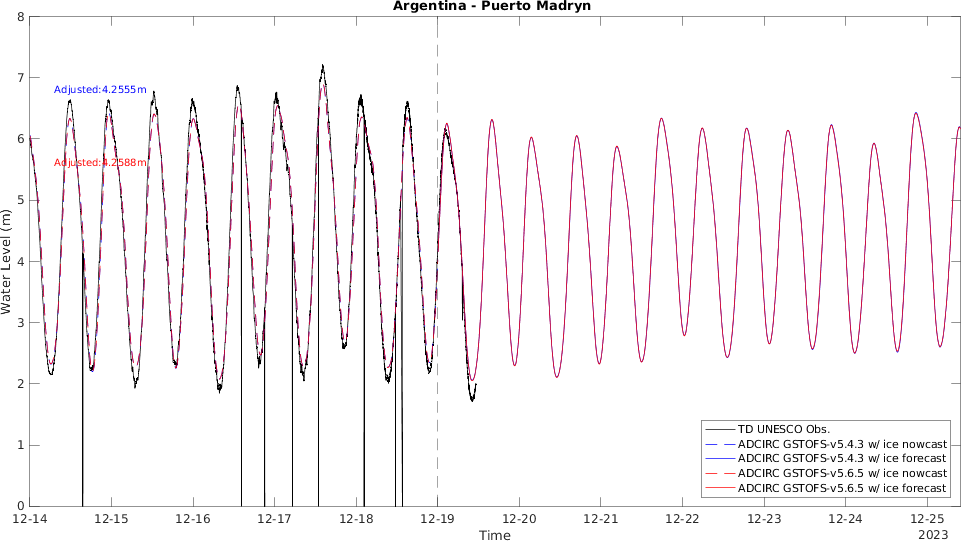 Argentina - Puerto Madryn
8
7
6
5
4
3
2
1
0
Water Level (m)
Adjusted:4.2555m
Adjusted:4.2588m
TD UNESCO Obs.
ADCIRC GSTOFS-v5.4.3 w/ ice nowcast
ADCIRC GSTOFS-v5.4.3 w/ ice forecast
ADCIRC GSTOFS-v5.6.5 w/ ice nowcast
ADCIRC GSTOFS-v5.6.5 w/ ice forecast
12-14 12-15 12-16 12-17 12-18 12-19 12-20 12-21 12-22 12-23 12-24 12-25
Time
2023